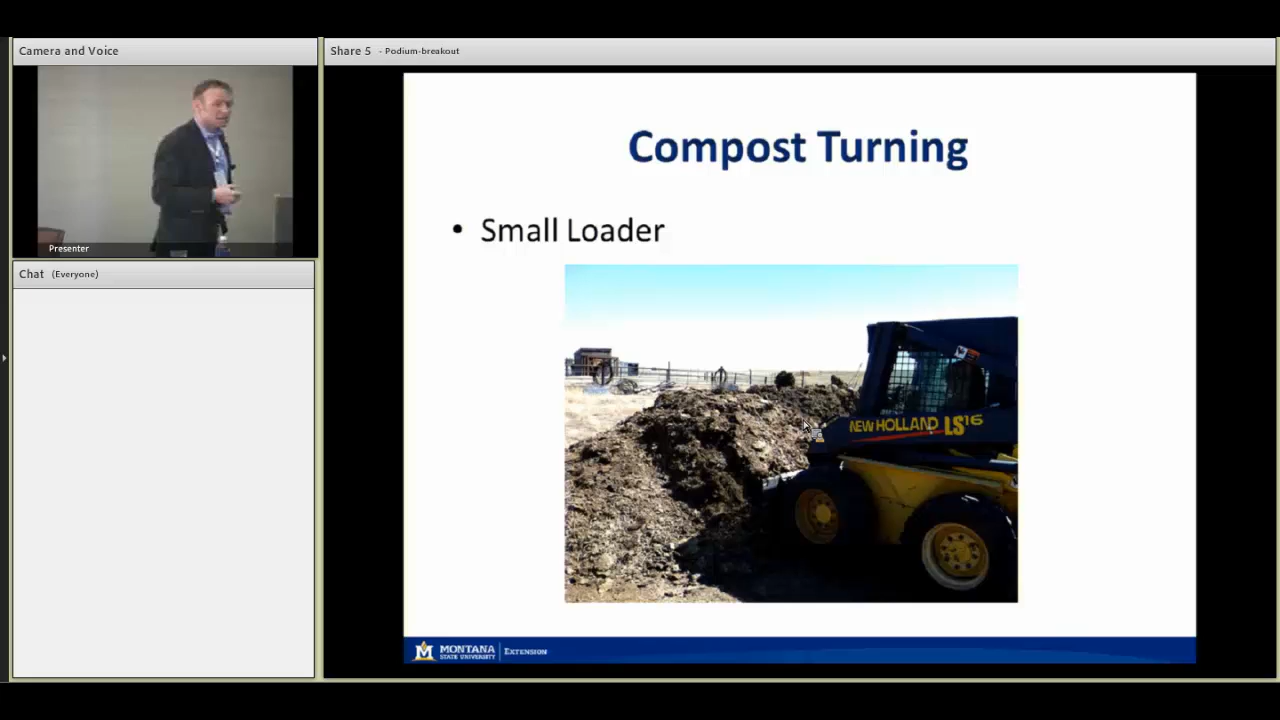 Camera and Voice
Presenter
Chat (Everyone)
Share 5 - Podium-breakout
Compost Turning
• Small Loader
NEW HOLLAND LS
MONTANA
STATE UNIVERSITY
EXTENSION